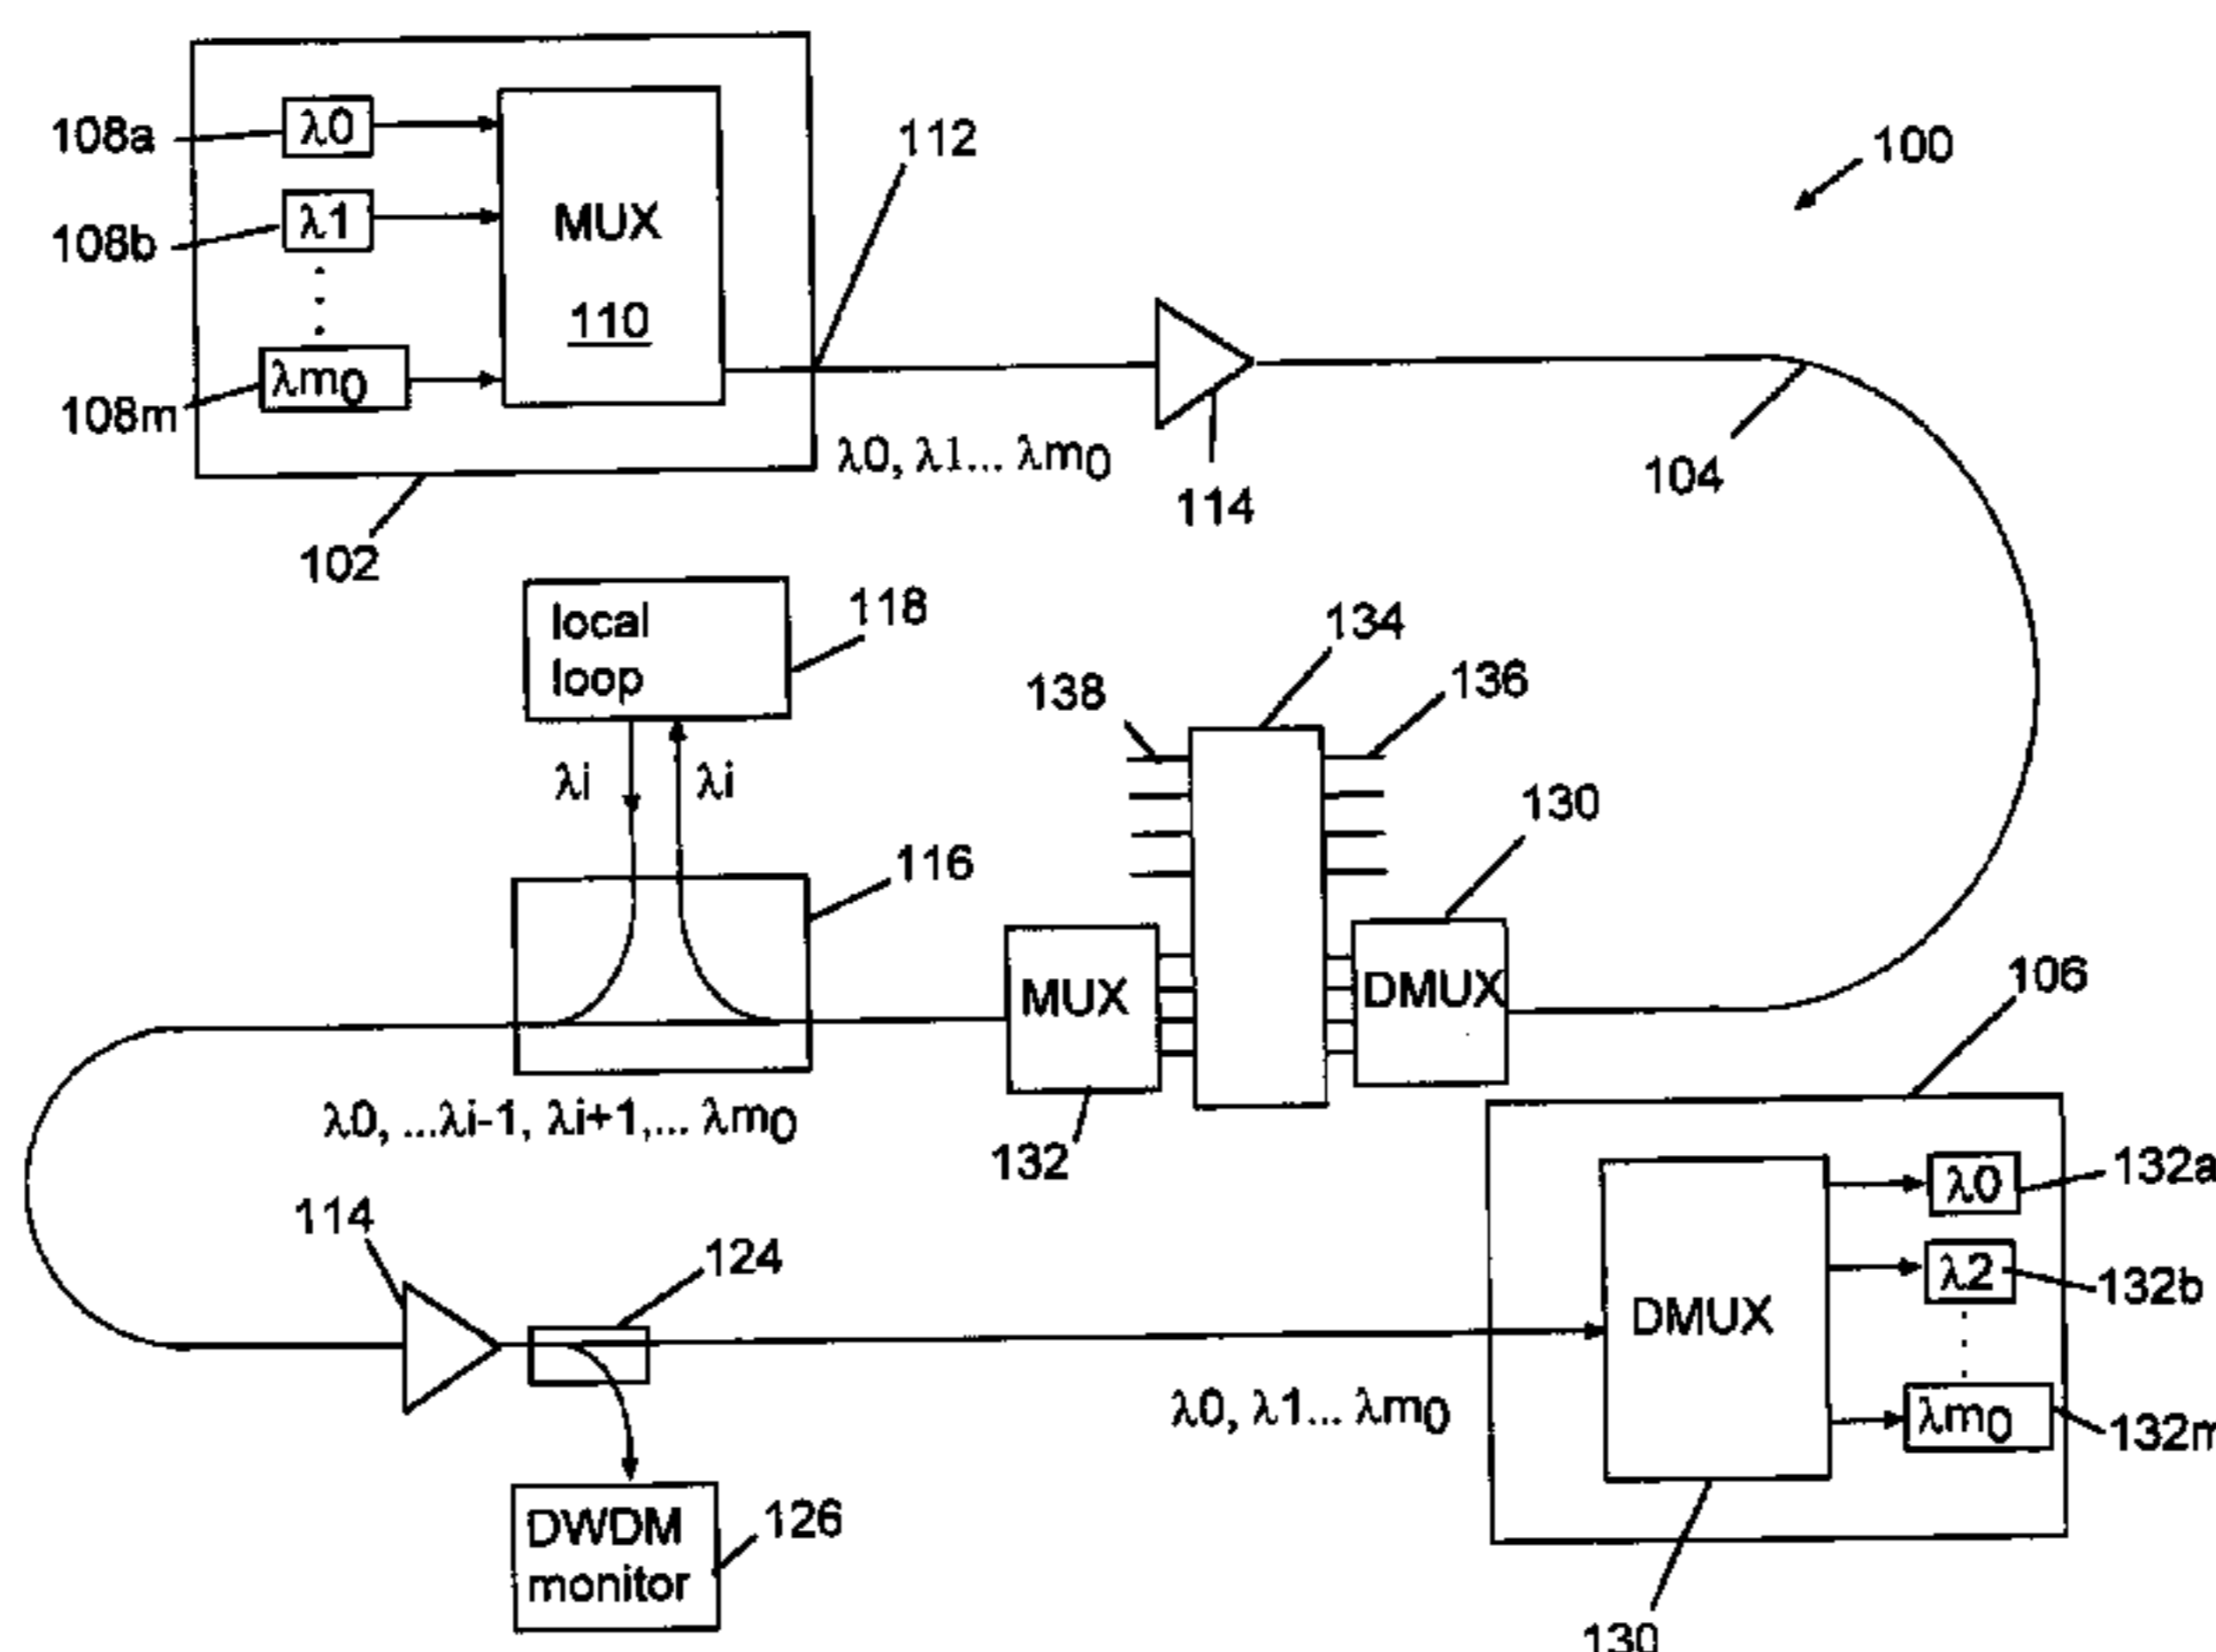 108a
λ0
108b
λ1
MUX
110
108m
λm0
112
100
λ0, λ1... λm0
102
114
104
local
loop
118
134
138
136
λi
λi
130
116
MUX
DMUX
106
λ0, ...λi-1, λi+1,... λm0
132
λ0
132a
114
124
λ2
132b
DMUX
λ0, λ1... λm0
λm0
132m
DWDM
monitor
126
130